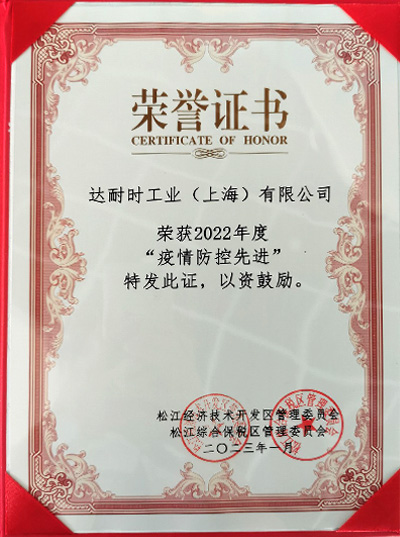 荣誉证书
CERTIFICATE OF HONOR
达耐时工业（上海）有限公司
荣获2022年度
“疫情防控先进”
特发此证，以资鼓励。
松江经济技术开发区管理委员会
松江综合保税区管理委员会
二〇二三年一月